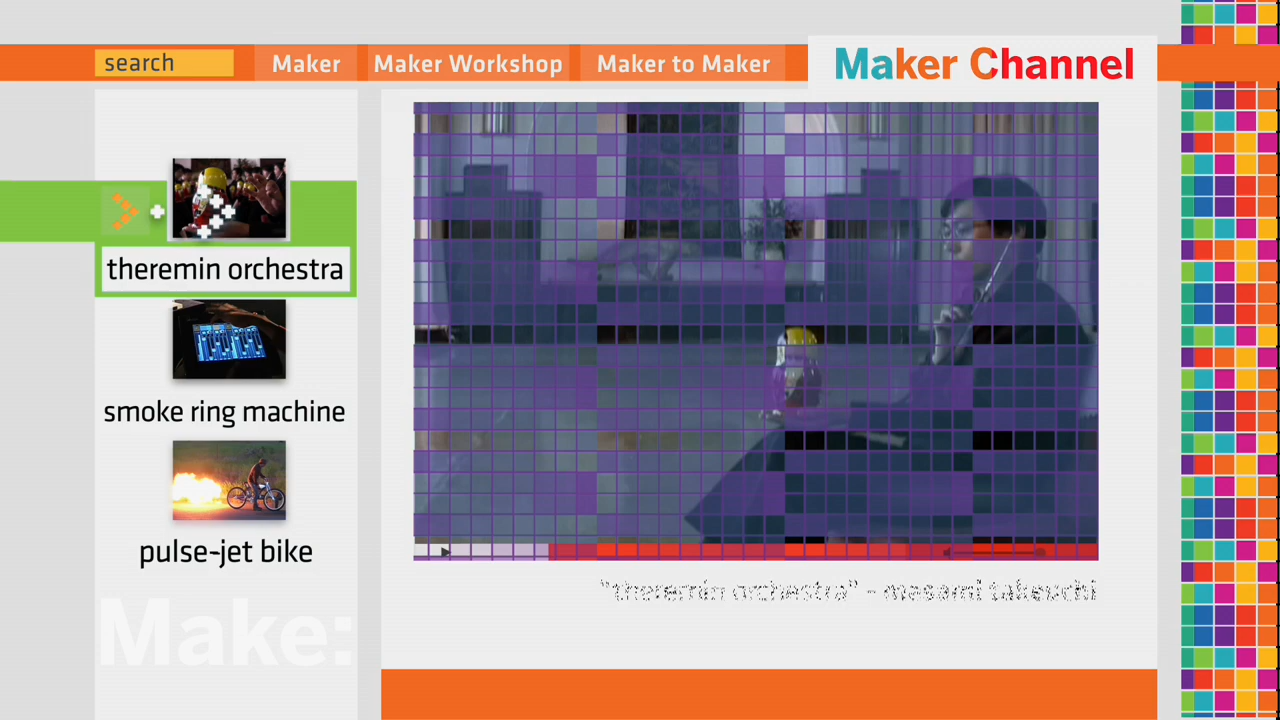 search
Maker
Maker Workshop
Maker to Maker
Maker Channel
theremin orchestra
smoke ring machine
pulse-jet bike
Make:
"theremin orchestra" - masami takeuchi